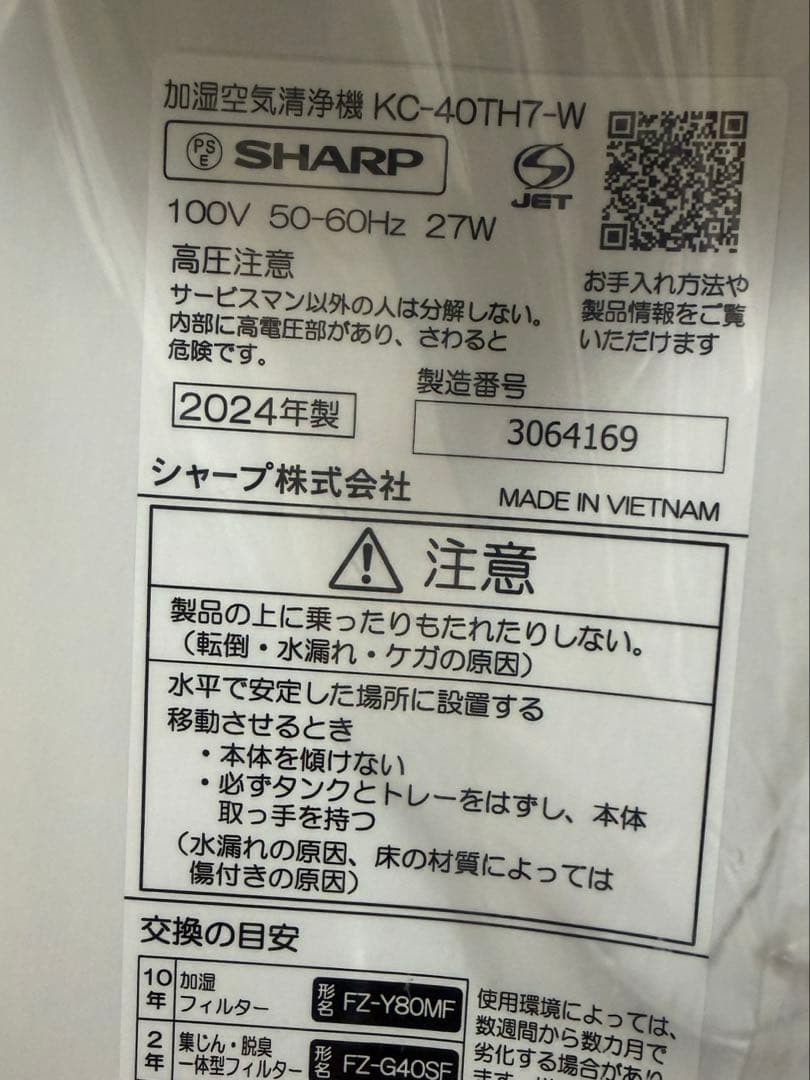 加湿空気清浄機 KC-40TH7-W
PS
E
SHARP
JET
100V 50-60Hz 27W
高圧注意
サービスマン以外の人は分解しない。
内部に高電圧部があり、さわると
危険です。
お手入れ方法や
製品情報をご覧
いただけます
2024年製
製造番号
3064169
シャープ株式会社
MADE IN VIETNAM
注意
製品の上に乗ったりもたれたりしない。
（転倒・水漏れ・ケガの原因）
水平で安定した場所に設置する
移動させるとき
・本体を傾けない
・必ずタンクとトレーをはずし、本体
取っ手を持つ
（水漏れの原因、床の材質によっては
傷付きの原因）
交換の目安
10年
加湿
フィルター
形名 FZ-Y80MF
2年
集じん・脱臭
一体型フィルター
形名 FZ-G40SF
使用環境によっては、
数週間から数カ月で
劣化する場合があり